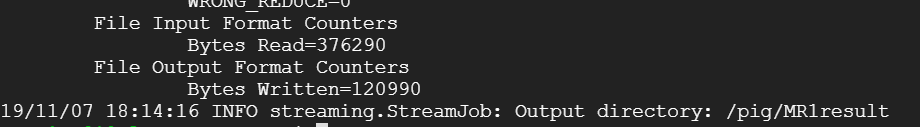 WRONG_REDUCE=0
File Input Format Counters
Bytes Read=376290
File Output Format Counters
Bytes Written=120990
19/11/07 18:14:16 INFO streaming.StreamJob: Output directory: /pig/MR1result